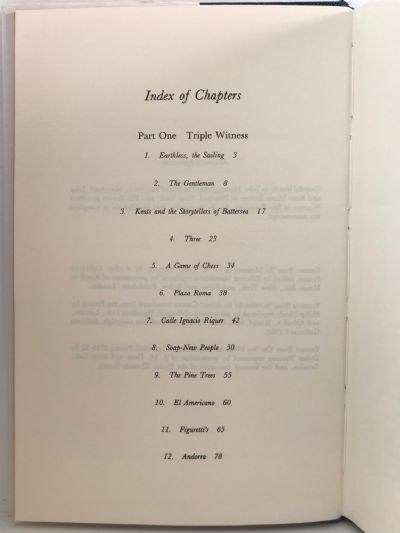 Index of Chapters
Part One Triple Witness
1. Earthless, the Sailing 3
2. The Gentleman 8
3. Keats and the Storytellers of Battersea 17
4. Three 23
5. A Game of Chess 34
6. Plaza Roma 38
7. Calle Ignacio Riquer 42
8. Soap-New People 50
9. The Pine Trees 55
10. El Americano 60
11. Figuretti's 65
12. Andorra 78